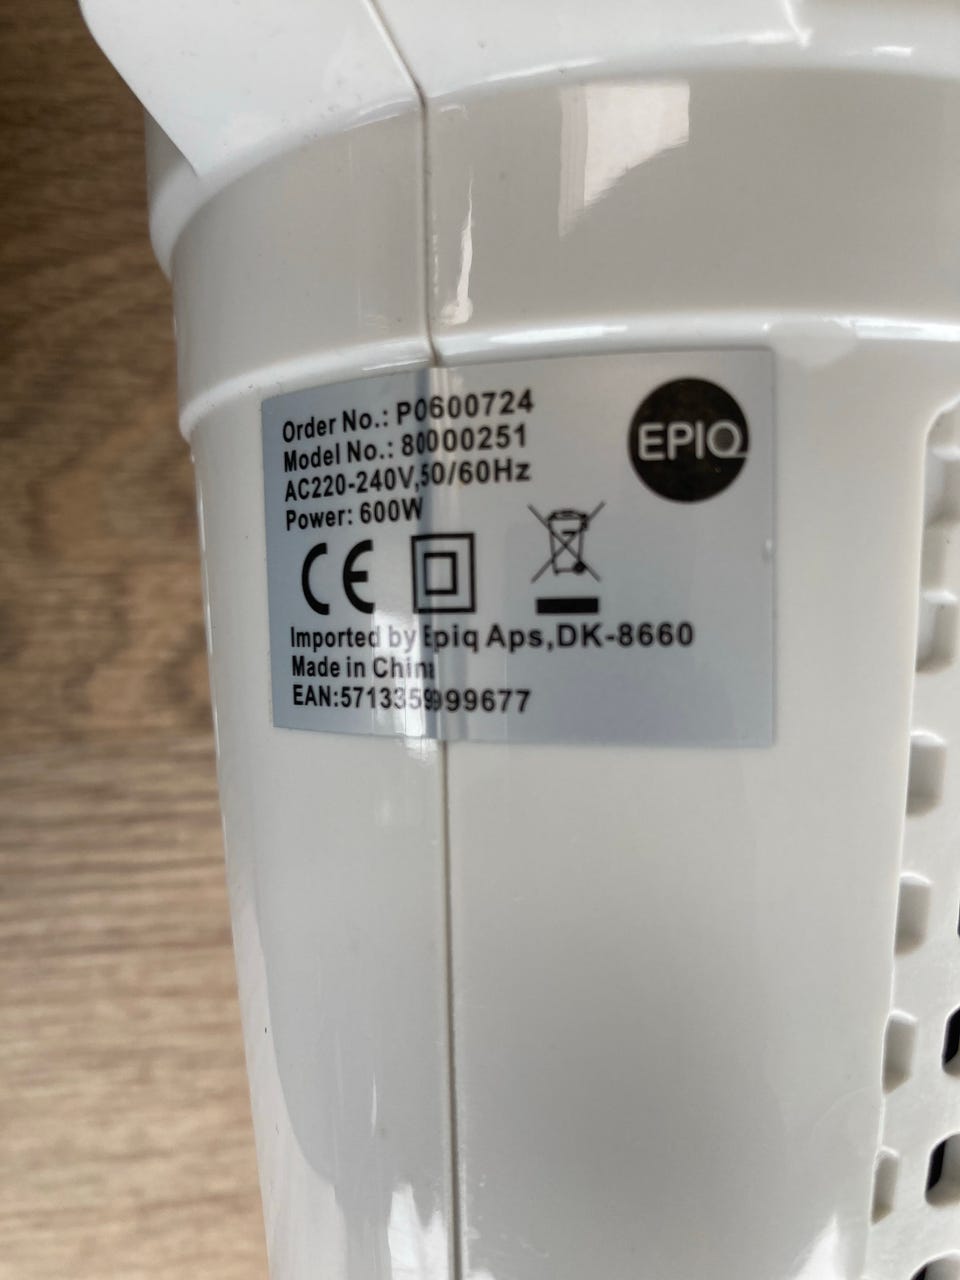 Order No.: P0600724
EPIQ
Model No.: 80000251
AC220-240V,50/60Hz
Power: 600W
CE
Imported by Epiq Aps,DK-8660
Made in China
EAN:5713359999677